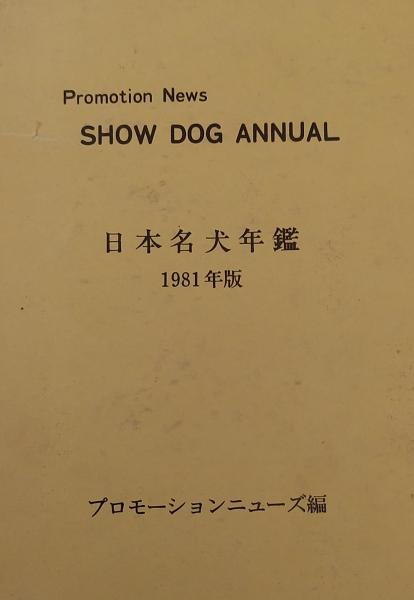 Promotion News
SHOW DOG ANNUAL
日本名犬年鑑
1981年版
プロモーションニューズ編